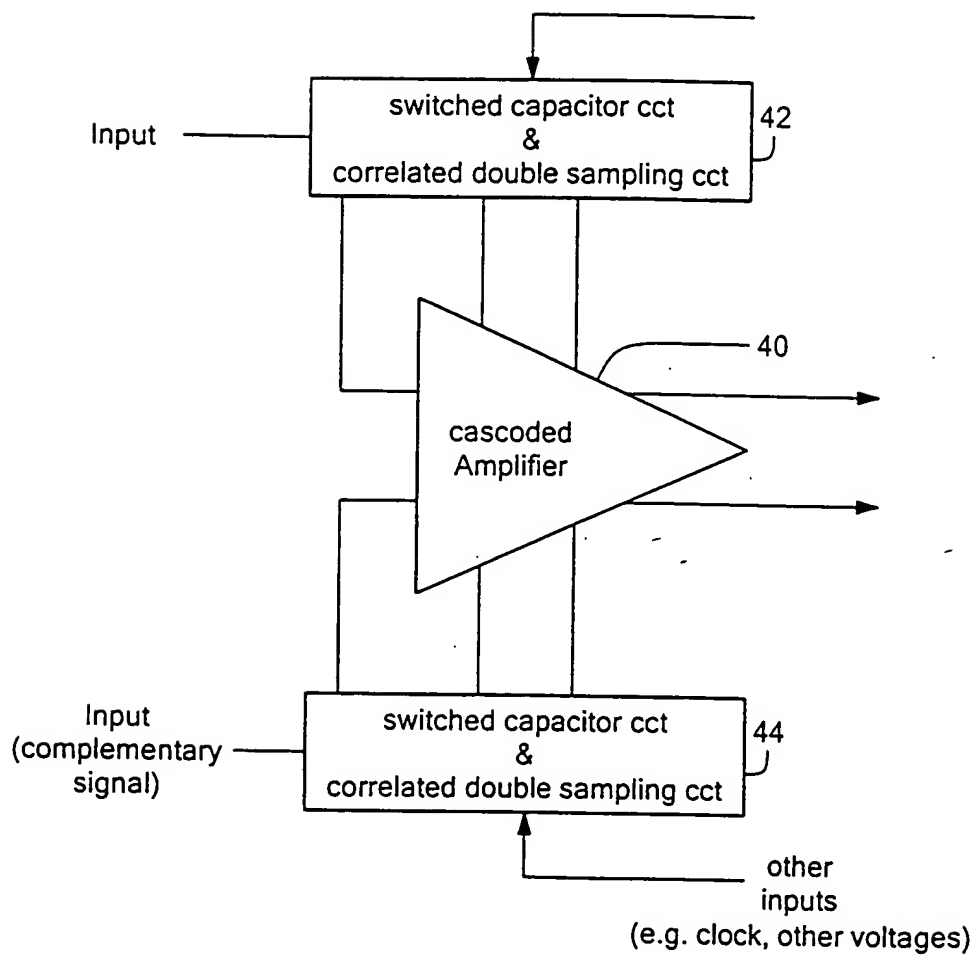 switched capacitor cct
&
correlated double sampling cct
42
Input
40
cascoded
Amplifier
Input
(complementary
signal)
switched capacitor cct
&
correlated double sampling cct
44
other
inputs
(e.g. clock, other voltages)